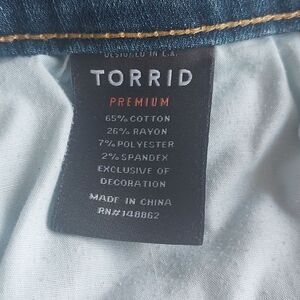 DESIGNED IN L.A.
TORRID
PREMIUM
65% COTTON
26% RAYON
7% POLYESTER
2% SPANDEX
EXCLUSIVE OF
DECORATION
MADE IN CHINA
RN#148862